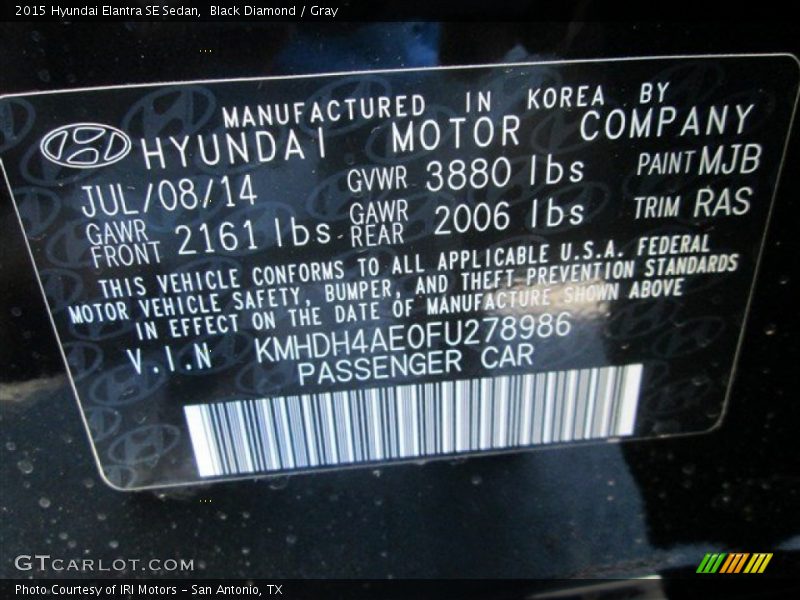 2015 Hyundai Elantra SE Sedan,  Black Diamond / Gray
MANUFACTURED IN KOREA BY
HYUNDAI MOTOR COMPANY
JUL/08/14 GVWR 3880 lbs PAINT MJB
GAWR FRONT 2161 lbs GAWR REAR 2006 lbs TRIM RAS
THIS VEHICLE CONFORMS TO ALL APPLICABLE U.S.A. FEDERAL
MOTOR VEHICLE SAFETY, BUMPER, AND THEFT PREVENTION STANDARDS
IN EFFECT ON THE DATE OF MANUFACTURE SHOWN ABOVE
V.I.N KMHDH4AE0FU278986
PASSENGER CAR
GTCARLOT.COM
Photo Courtesy of IRI Motors – San Antonio, TX